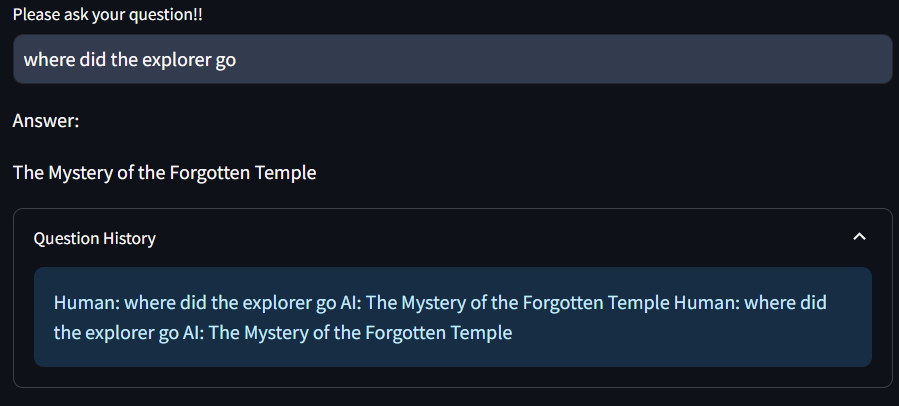 Please ask your question!!
where did the explorer go
Answer:
The Mystery of the Forgotten Temple
Question History
Human: where did the explorer go AI: The Mystery of the Forgotten Temple Human: where did
the explorer go AI: The Mystery of the Forgotten Temple